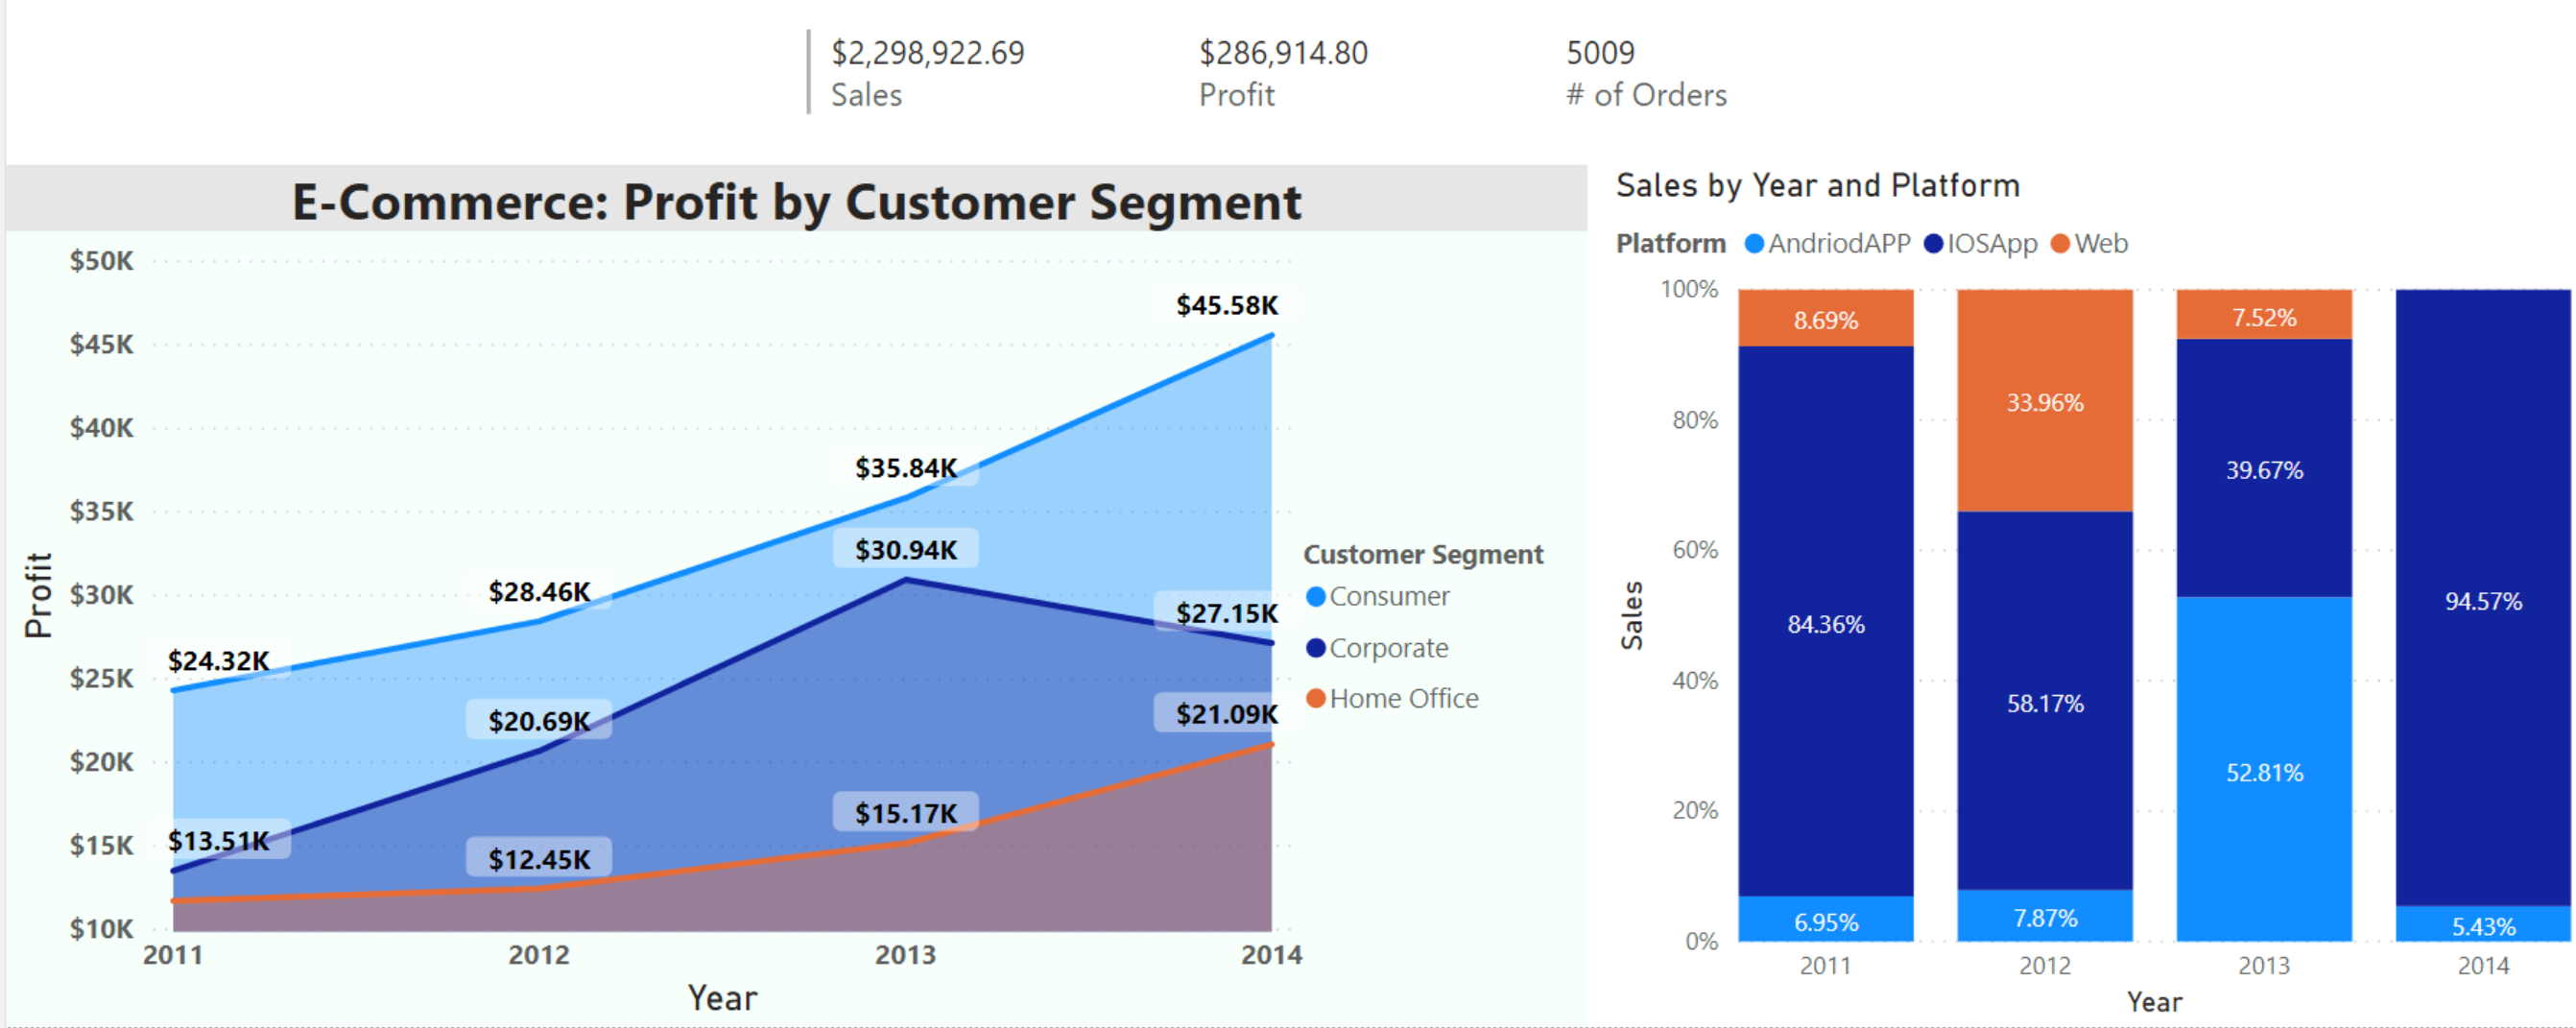 $2,298,922.69 $286,914.80 5009
Sales Profit # of Orders
E-Commerce: Profit by Customer Segment
$50K
$45K
$40K
$35K
$30K
$25K
$20K
$15K
$10K
Profit
$45.58K
$35.84K
$30.94K
$28.46K
$27.15K
$24.32K
$20.69K
$21.09K
$13.51K
$12.45K
$15.17K
2011 2012 2013 2014
Year
Customer Segment
Consumer
Corporate
Home Office
Sales by Year and Platform
Platform AndriodAPP IOSApp Web
100%
80%
60%
40%
20%
0%
Sales
8.69% 33.96% 7.52%
84.36% 58.17% 39.67% 94.57%
6.95% 7.87% 52.81% 5.43%
2011 2012 2013 2014
Year